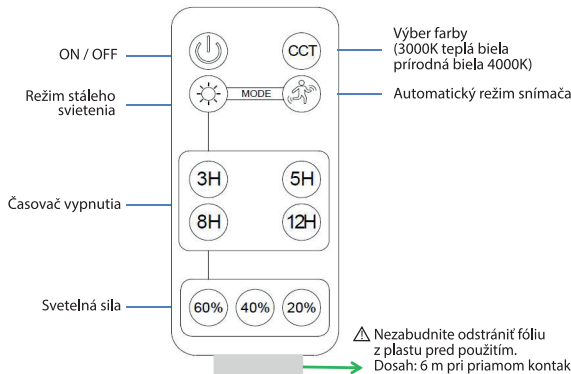 ON / OFF
CCT
Výber farby
(3000K teplá biela
prírodná biela 4000K)
Režim stáleho
svietenia
MODE
Automatický režim snímača
3H
5H
Časovač vypnutia
8H
12H
Svetelná sila
60%
40%
20%
⚠ Nezabudnite odstrániť fóliu
z plastu pred použitím.
Dosah: 6 m pri priamom kontak